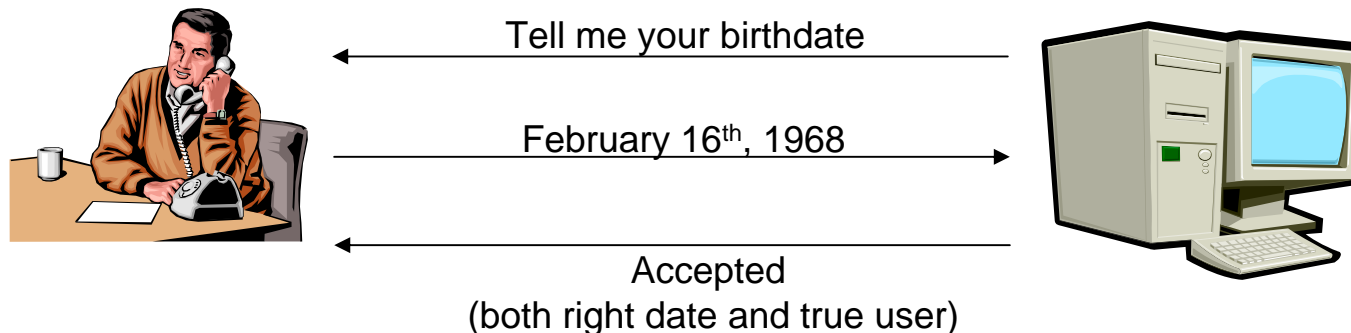 Tell me your birthdate
February 16th, 1968
Accepted
(both right date and true user)